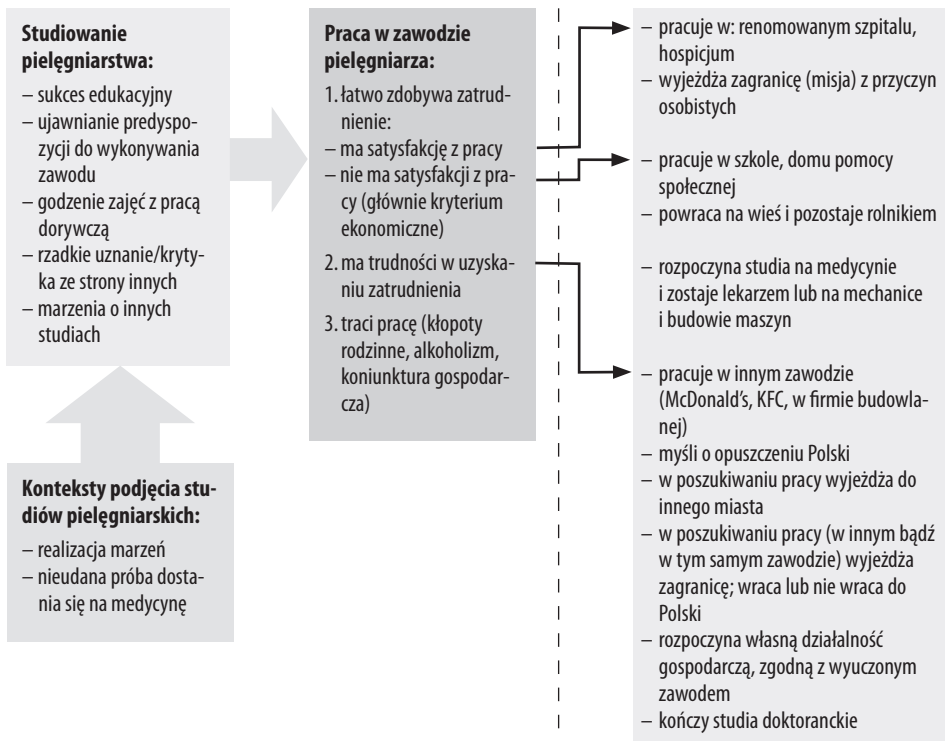 Studiowanie
pielęgniarstwa:
– sukces edukacyjny
– ujawnianie predyspo-
zycji do wykonywania
zawodu
– godzenie zajęć z pracą
dorywczą
– rzadkie uznanie/kryty-
ka ze strony innych
– marzenia o innych
studiach
Konteksty podjęcia stu-
diów pielęgniarskich:
– realizacja marzeń
– nieudana próba dosta-
nia się na medycynę
Praca w zawodzie
pielęgniarza:
1. łatwo zdobywa zatrud-
nienie:
– ma satysfakcję z pracy
– nie ma satysfakcji z pra-
cy (głównie kryterium
ekonomiczne)
2. ma trudności w uzyska-
niu zatrudnienia
3. traci pracę (kłopoty
rodzinne, alkoholizm,
koniunktura gospodar-
cza)
– pracuje w: renomowanym szpitalu,
hospicjum
– wyjeżdża zagranicę (misja) z przyczyn
osobistych
– pracuje w szkole, domu pomocy
społecznej
– powraca na wieś i pozostaje rolnikiem
– rozpoczyna studia na medycynie
i zostaje lekarzem lub na mechanice
i budowie maszyn
– pracuje w innym zawodzie
(McDonald's, KFC, w firmie budowla-
nej)
– myśli o opuszczeniu Polski
– w poszukiwaniu pracy wyjeżdża do
innego miasta
– w poszukiwaniu pracy (w innym bądź
w tym samym zawodzie) wyjeżdża
zagranicę; wraca lub nie wraca do
Polski
– rozpoczyna własną działalność
gospodarczą, zgodną z wyuczonym
zawodem
– kończy studia doktoranckie